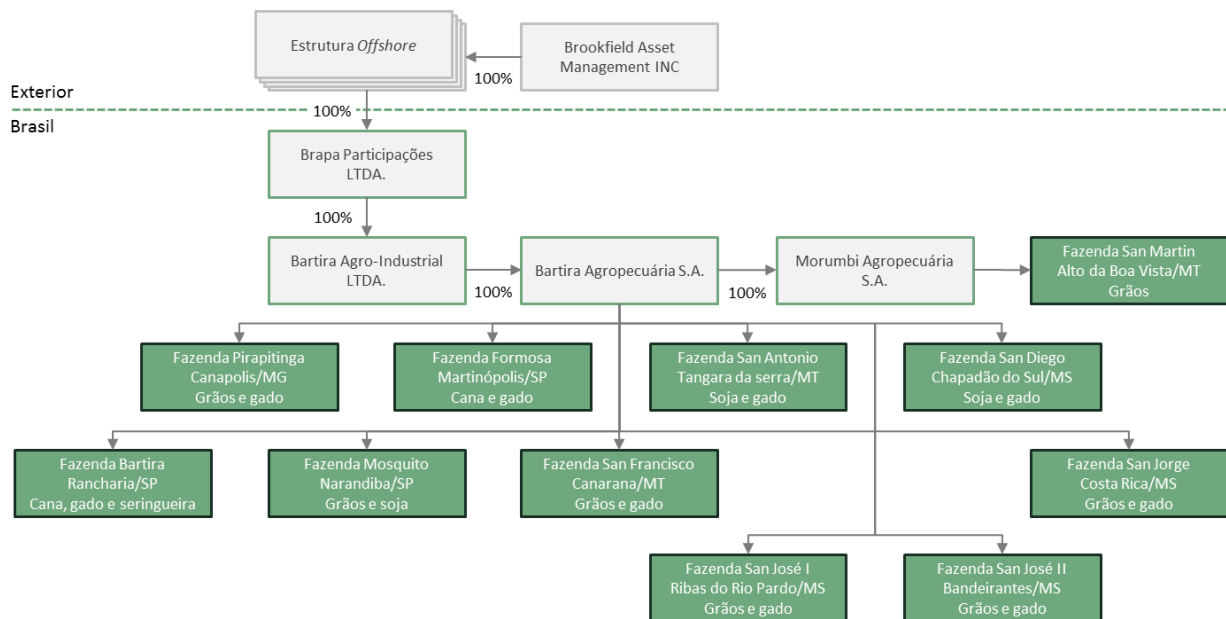 Estrutura Offshore
Brookfield Asset
Management INC
100%
Exterior
100%
Brasil
Brapa Participações
LTDA.
100%
Bartira Agro-Industrial
LTDA.
100%
Bartira Agropecuária S.A.
100%
Morumbi Agropecuária
S.A.
Fazenda San Martin
Alto da Boa Vista/MT
Grãos
Fazenda Pirapitinga
Canapolis/MG
Grãos e gado
Fazenda Formosa
Martinópolis/SP
Cana e gado
Fazenda San Antonio
Tangara da serra/MT
Soja e gado
Fazenda San Diego
Chapadão do Sul/MS
Soja e gado
Fazenda Bartira
Rancharia/SP
Cana, gado e seringueira
Fazenda Mosquito
Narandiba/SP
Grãos e soja
Fazenda San Francisco
Canarana/MT
Grãos e gado
Fazenda San Jorge
Costa Rica/MS
Grãos e gado
Fazenda San José I
Ribas do Rio Pardo/MS
Grãos e gado
Fazenda San José II
Bandeirantes/MS
Grãos e gado